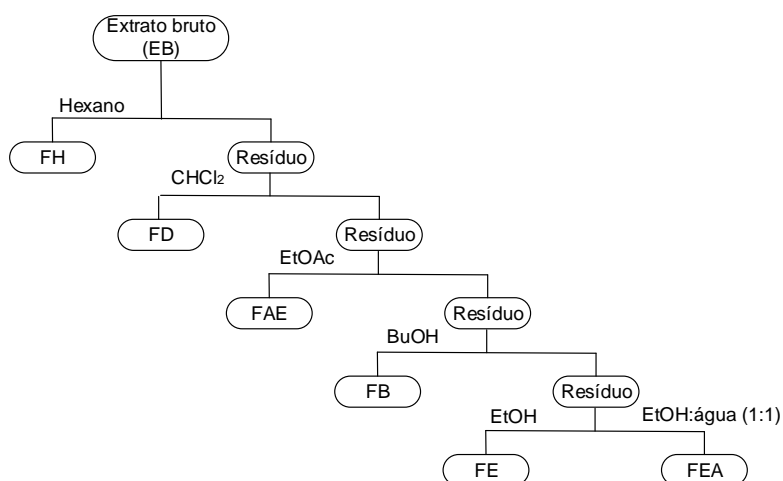 Extrato bruto
(EB)
Hexano
FH
Resíduo
CHCl₂
FD
Resíduo
EtOAc
FAE
Resíduo
BuOH
FB
Resíduo
EtOH
EtOH:água (1:1)
FE
FEA